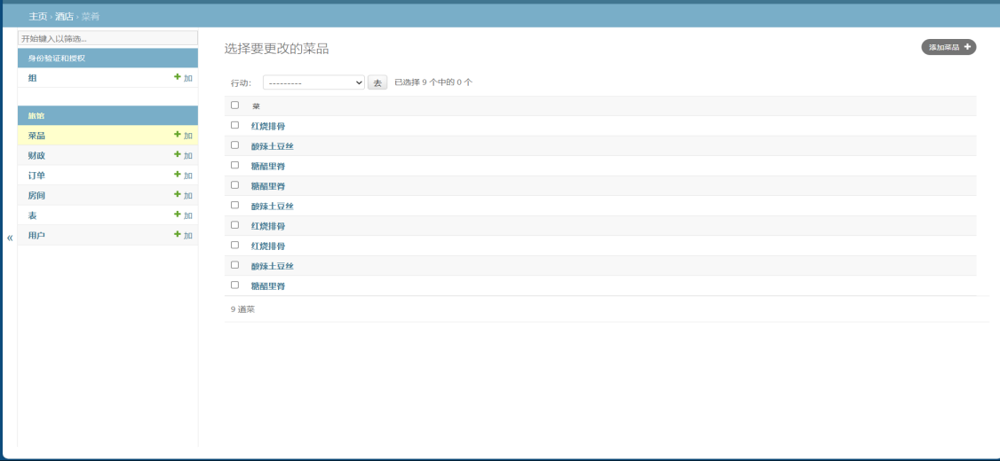 主页 › 酒店 › 菜肴
开始键入以筛选...
身份验证和授权
组 + 加
旅馆
菜品 + 加
财政 + 加
订单 + 加
房间 + 加
表 + 加
用户 + 加
«
选择要更改的菜品
添加菜品 +
行动: --------- 去 已选择 9 个中的 0 个
菜
红烧排骨
酸辣土豆丝
糖醋里脊
糖醋里脊
酸辣土豆丝
红烧排骨
红烧排骨
酸辣土豆丝
糖醋里脊
9 道菜